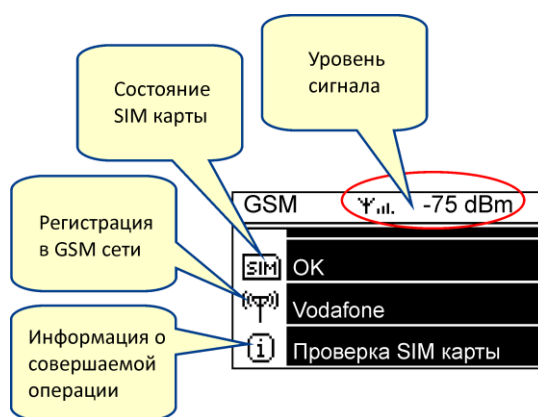 Уровень
сигнала
Состояние
SIM карты
GSM -75 dBm
Регистрация
в GSM сети
SIM OK
Vodafone
Информация о
совершаемой
операции
i Проверка SIM карты